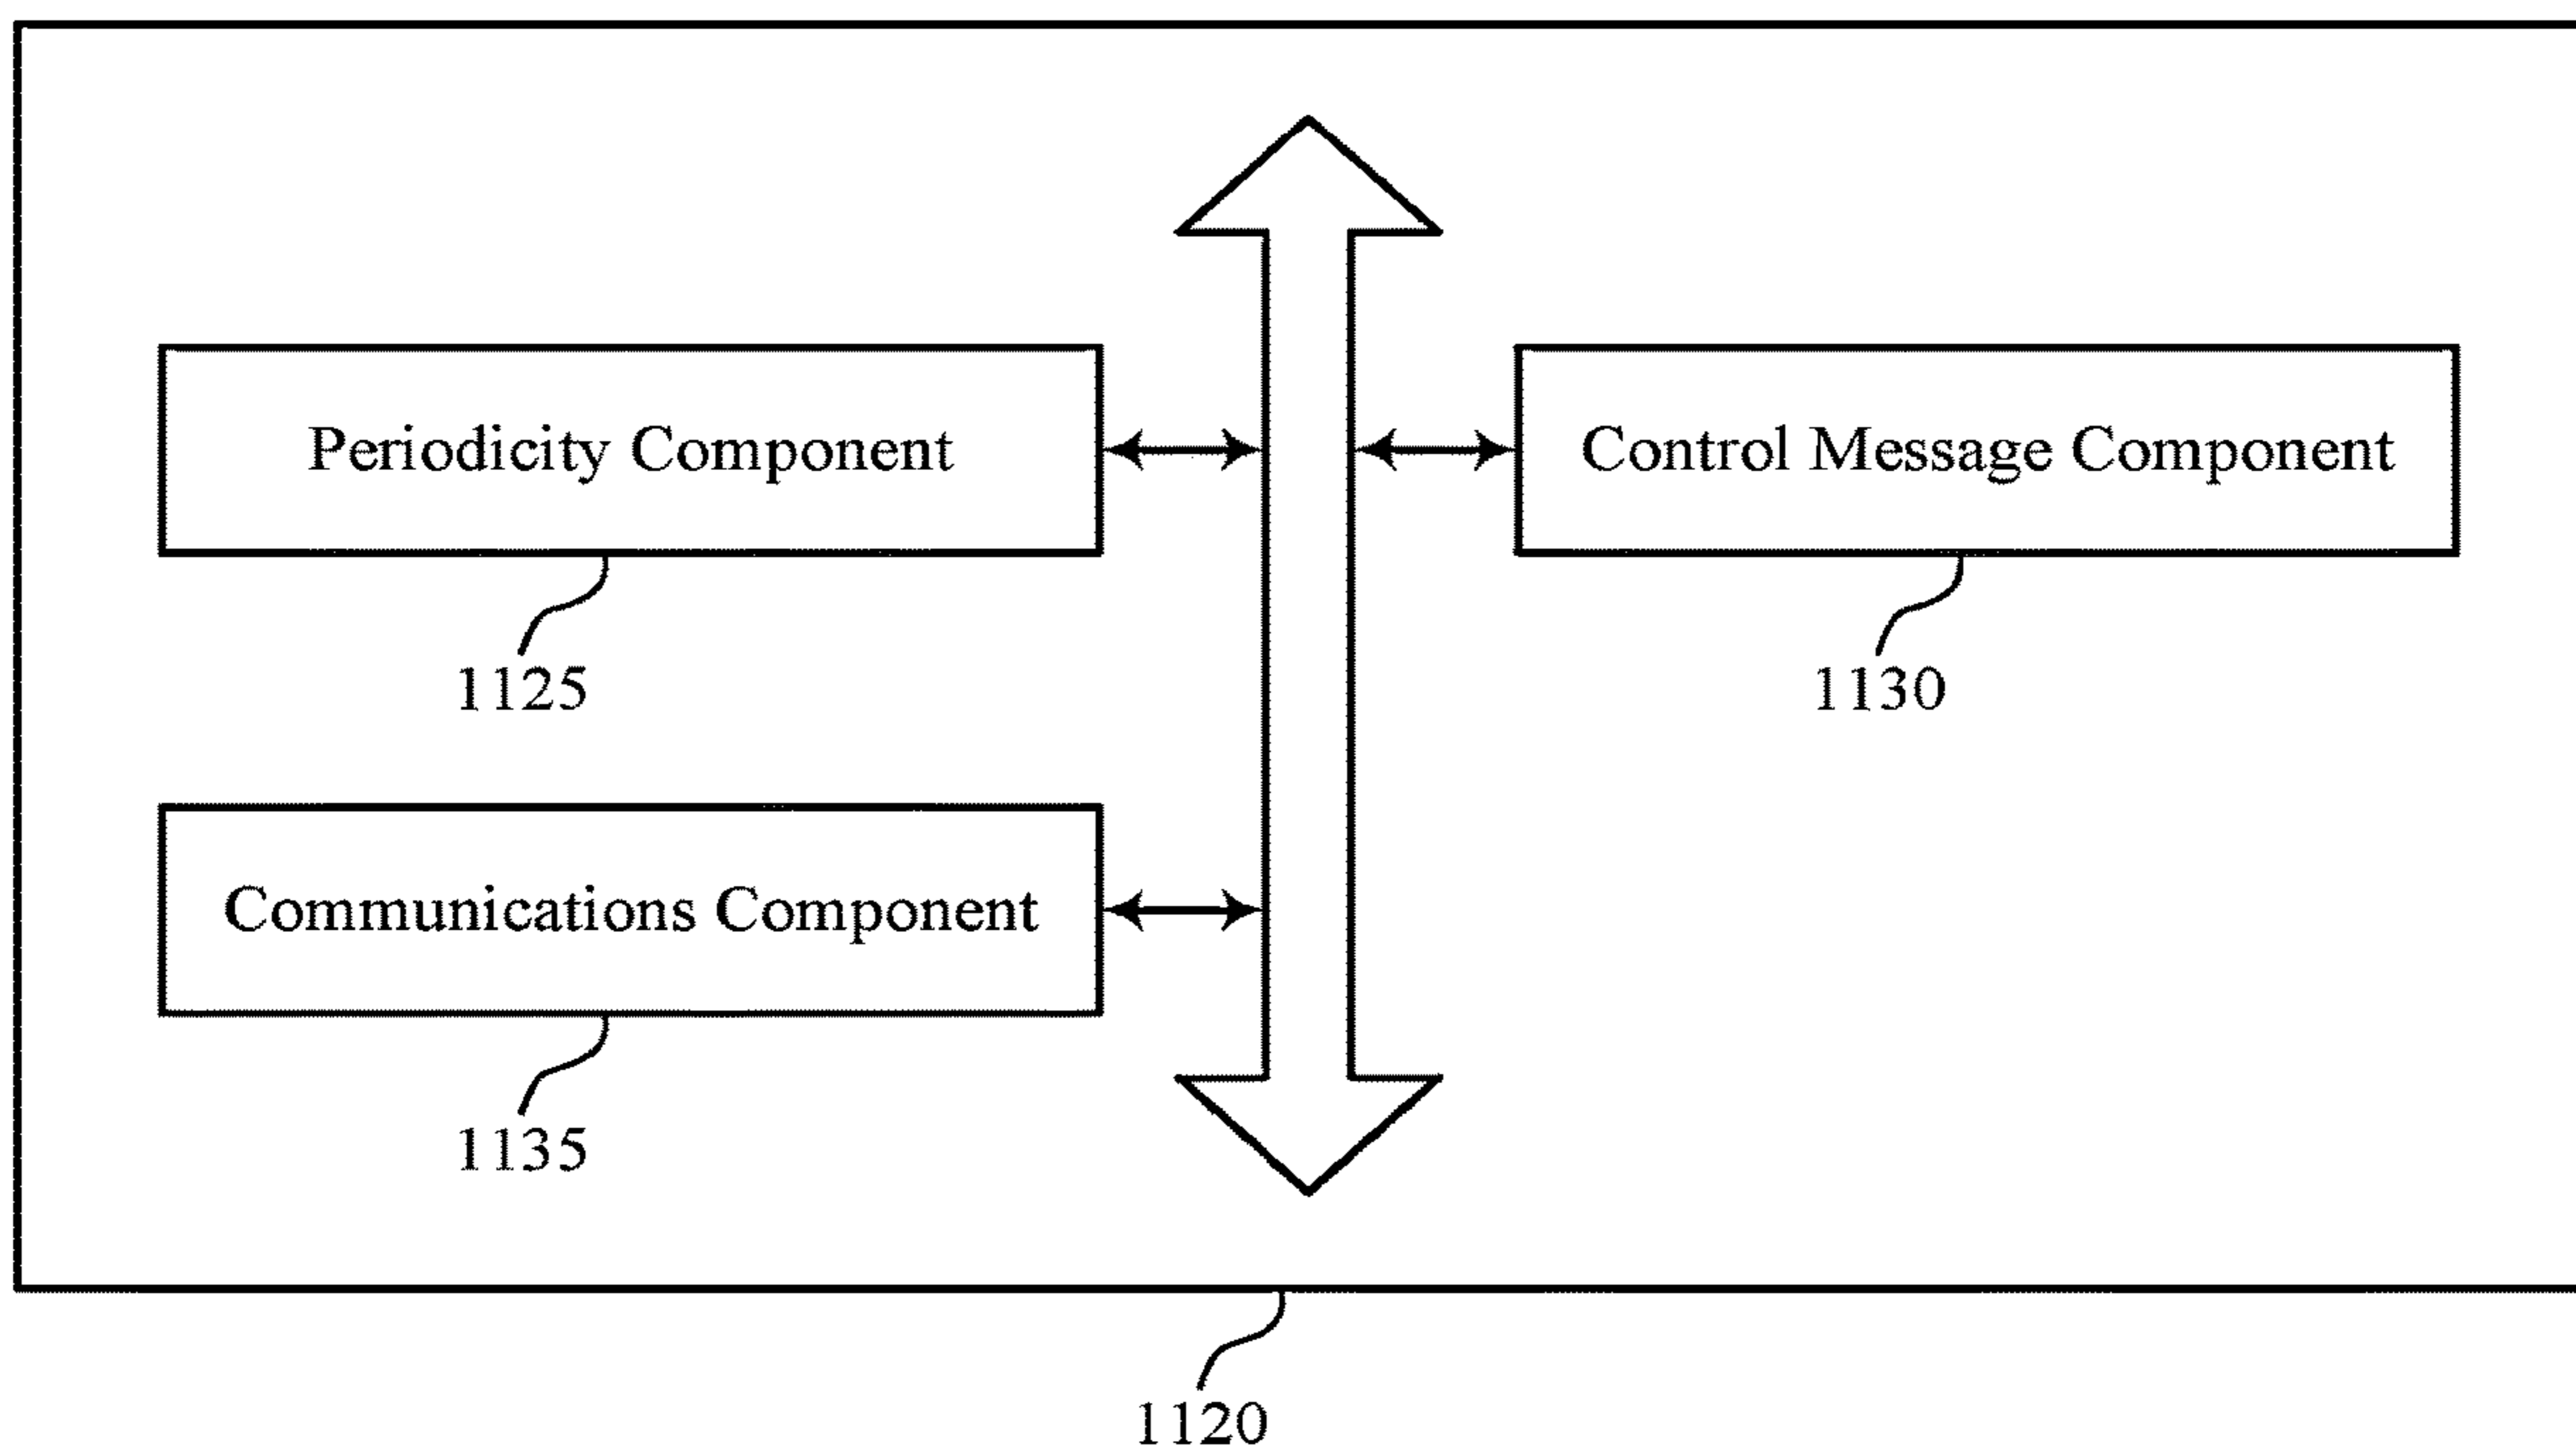 Periodicity Component
Control Message Component
1125
1130
Communications Component
1135
1120